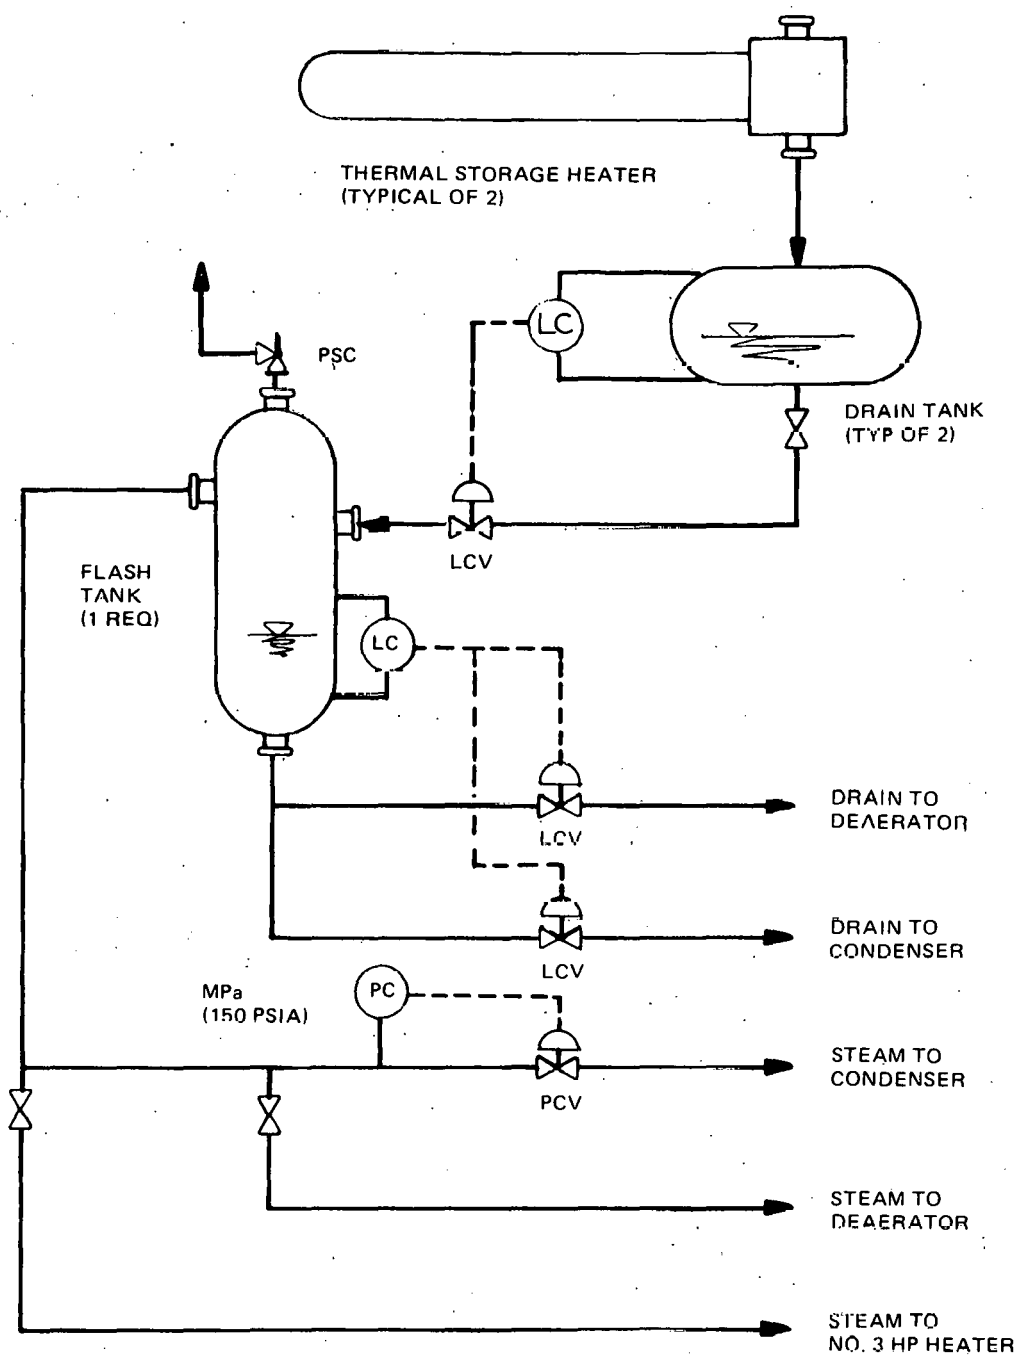 THERMAL STORAGE HEATER
(TYPICAL OF 2)
LC
PSC
DRAIN TANK
(TYP OF 2)
LCV
FLASH
TANK
(1 REQ)
LC
DRAIN TO
DEAERATOR
LCV
DRAIN TO
CONDENSER
LCV
MPa
(150 PSIA)
PC
STEAM TO
CONDENSER
PCV
STEAM TO
DEAERATOR
STEAM TO
NO. 3 HP HEATER